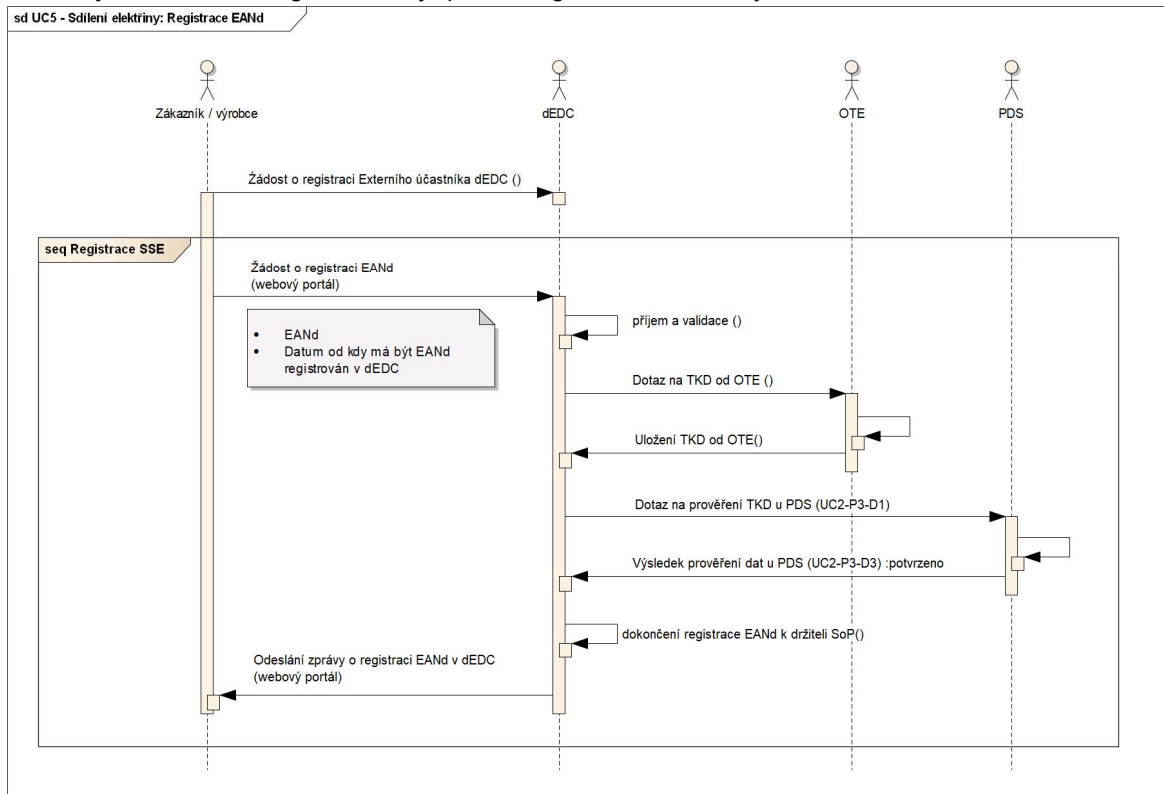 sd UC5 - Sdílení elektřiny: Registrace EANd
Zákazník / výrobce
dEDC
OTE
PDS
Źádost o registraci Externího účastníka dEDC ()
seq Registrace SSE
Žádost o registraci EANd
(webový portál)
• EANd
• Datum od kdy má být EANd
registrován v dEDC
příjem a validace ()
Dotaz na TKD od OTE ()
Uložení TKD od OTE()
Dotaz na prověření TKD u PDS (UC2-P3-D1)
Výsledek prověření dat u PDS (UC2-P3-D3) :potvrzeno
dokončení registrace EANd k držiteli SoP()
Odeslání zprávy o registraci EANd v dEDC
(webový portál)